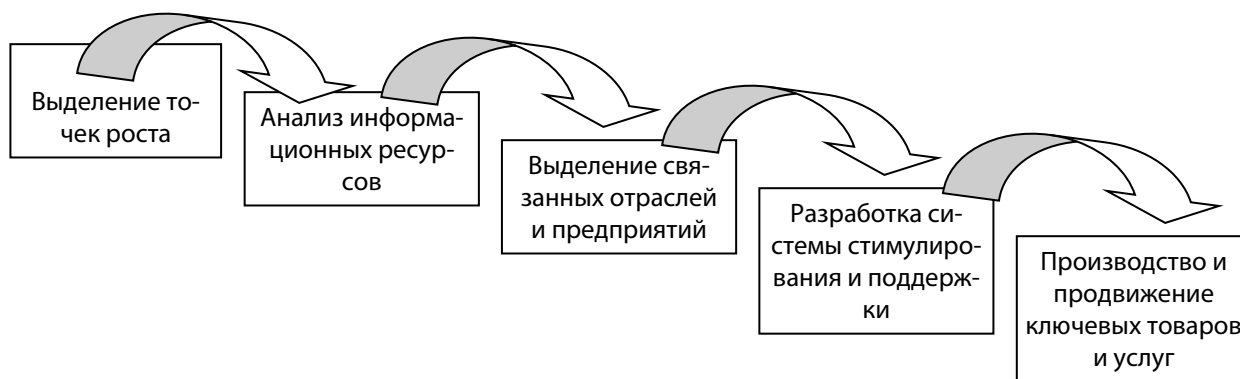 Выделение то-
чек роста
Анализ информа-
ционных ресур-
сов
Выделение свя-
занных отраслей
и предприятий
Разработка си-
стемы стимулиро-
вания и поддерж-
ки
Производство и
продвижение
ключевых товаров
и услуг